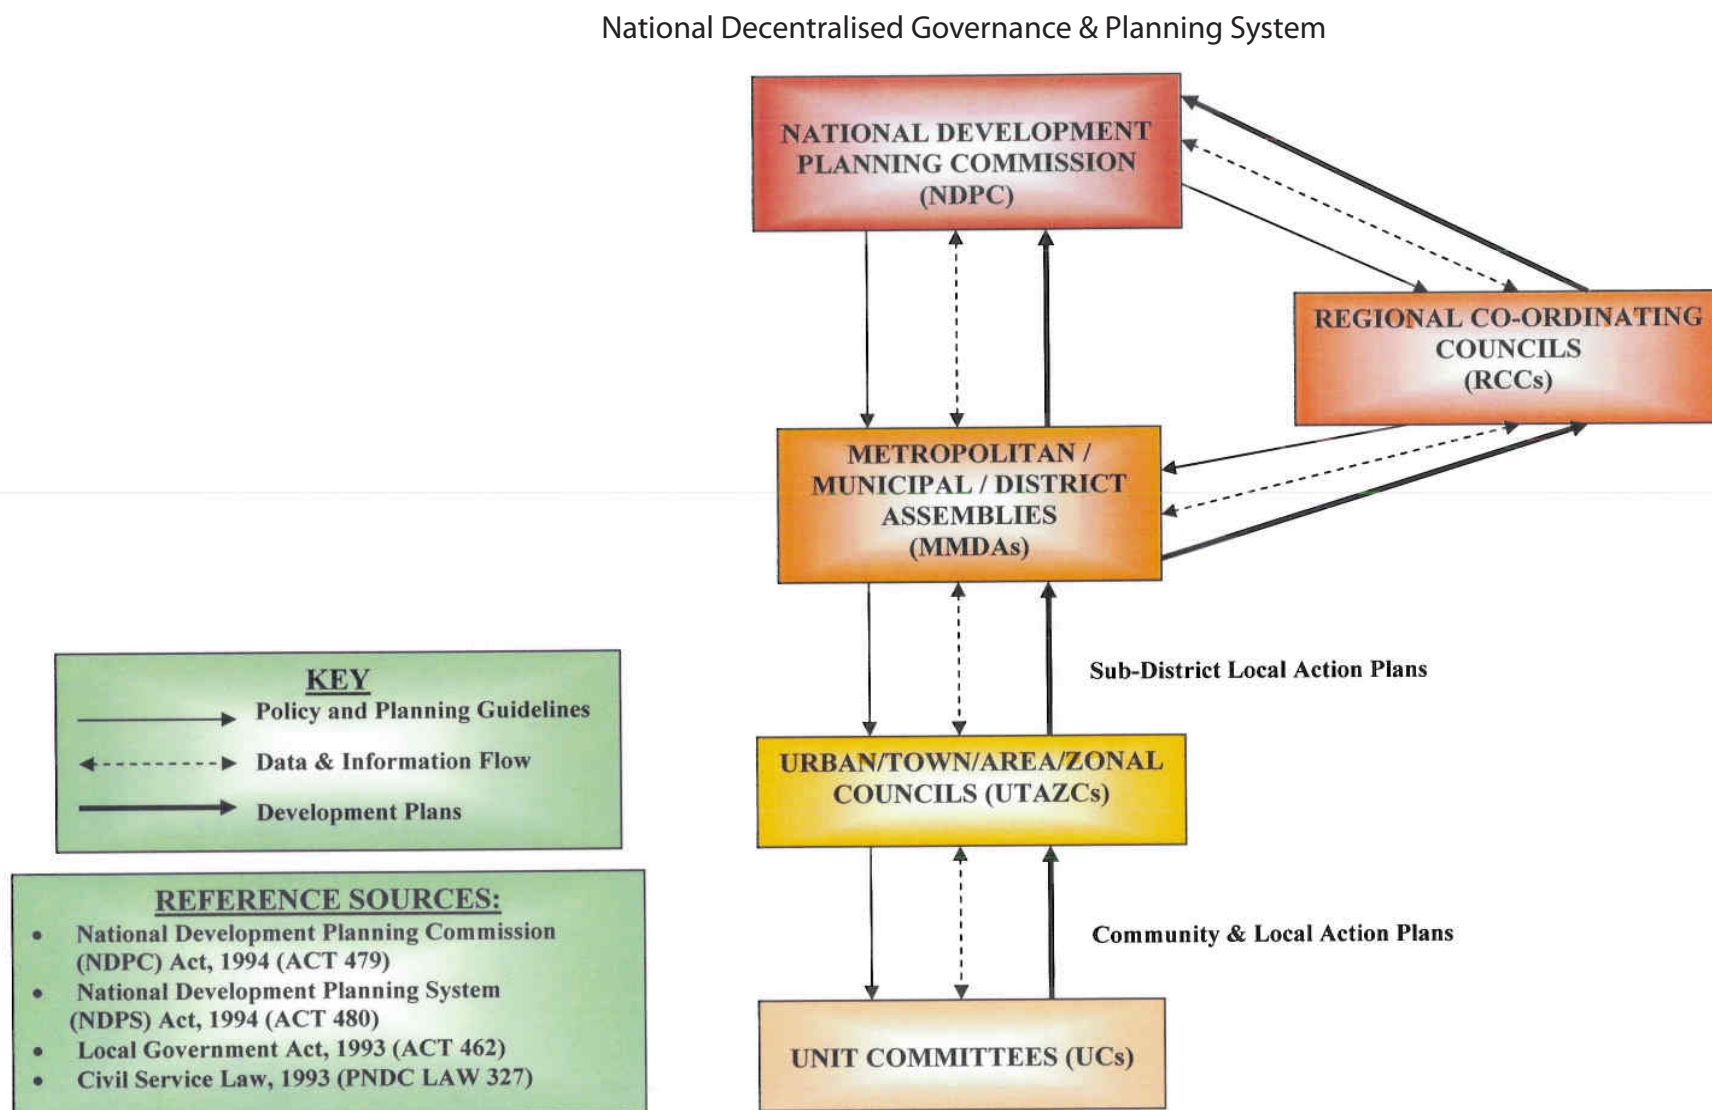 National Decentralised Governance & Planning System
NATIONAL DEVELOPMENT
PLANNING COMMISSION
(NDPC)
REGIONAL CO-ORDINATING
COUNCILS
(RCCs)
METROPOLITAN /
MUNICIPAL / DISTRICT
ASSEMBLIES
(MMDAs)
Sub-District Local Action Plans
URBAN/TOWN/AREA/ZONAL
COUNCILS (UTAZCs)
Community & Local Action Plans
UNIT COMMITTEES (UCs)
KEY
Policy and Planning Guidelines
Data & Information Flow
Development Plans
REFERENCE SOURCES:
• National Development Planning Commission
(NDPC) Act, 1994 (ACT 479)
• National Development Planning System
(NDPS) Act, 1994 (ACT 480)
• Local Government Act, 1993 (ACT 462)
• Civil Service Law, 1993 (PNDC LAW 327)